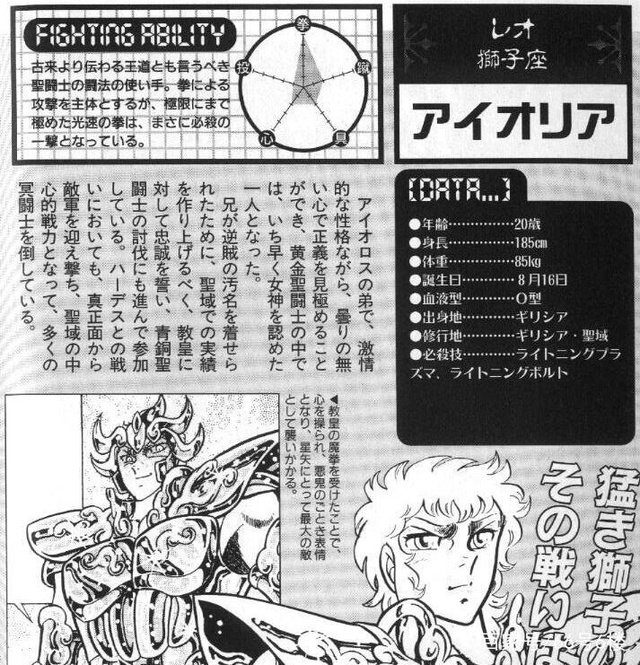 FIGHTING ABILITY
古来より伝わる王道とも言うべき
聖闘士の闘法の使い手。拳による
攻撃を主体とするが、極限にまで
極めた光速の拳は、まさに必殺の
一撃となっている。
拳
蹴
具
心
投
レオ
獅子座
アイオリア
[DATA...]
●年齢…………20歳
●身長…………185cm
●体重…………85kg
●誕生日………8月16日
●血液型………O型
●出身地………ギリシア
●修行地………ギリシア・聖域
●必殺技………ライトニングプラ
ズマ、ライトニングボルト
アイオロスの弟で、激情
的な性格ながら、曇りの無
い心で正義を見極めること
ができ、黄金聖闘士の中で
は、いち早く女神を認めた
一人となった。
兄が逆賊の汚名を着せら
れたために、聖域での実績
を作り上げるべく、教皇に
対して忠誠を誓い、青銅聖
闘士の討伐にも進んで参加
している。ハーデスとの戦
いにおいても、真正面から
敵軍を迎え撃ち、聖域の中
心的戦力となって、多くの
冥闘士を倒している。
◀教皇の魔拳を受けたことで、
心を操られ、悪鬼のごとき表情
となり、星矢にとって最大の敵
として襲いかかる。
猛き獅子
その戦い